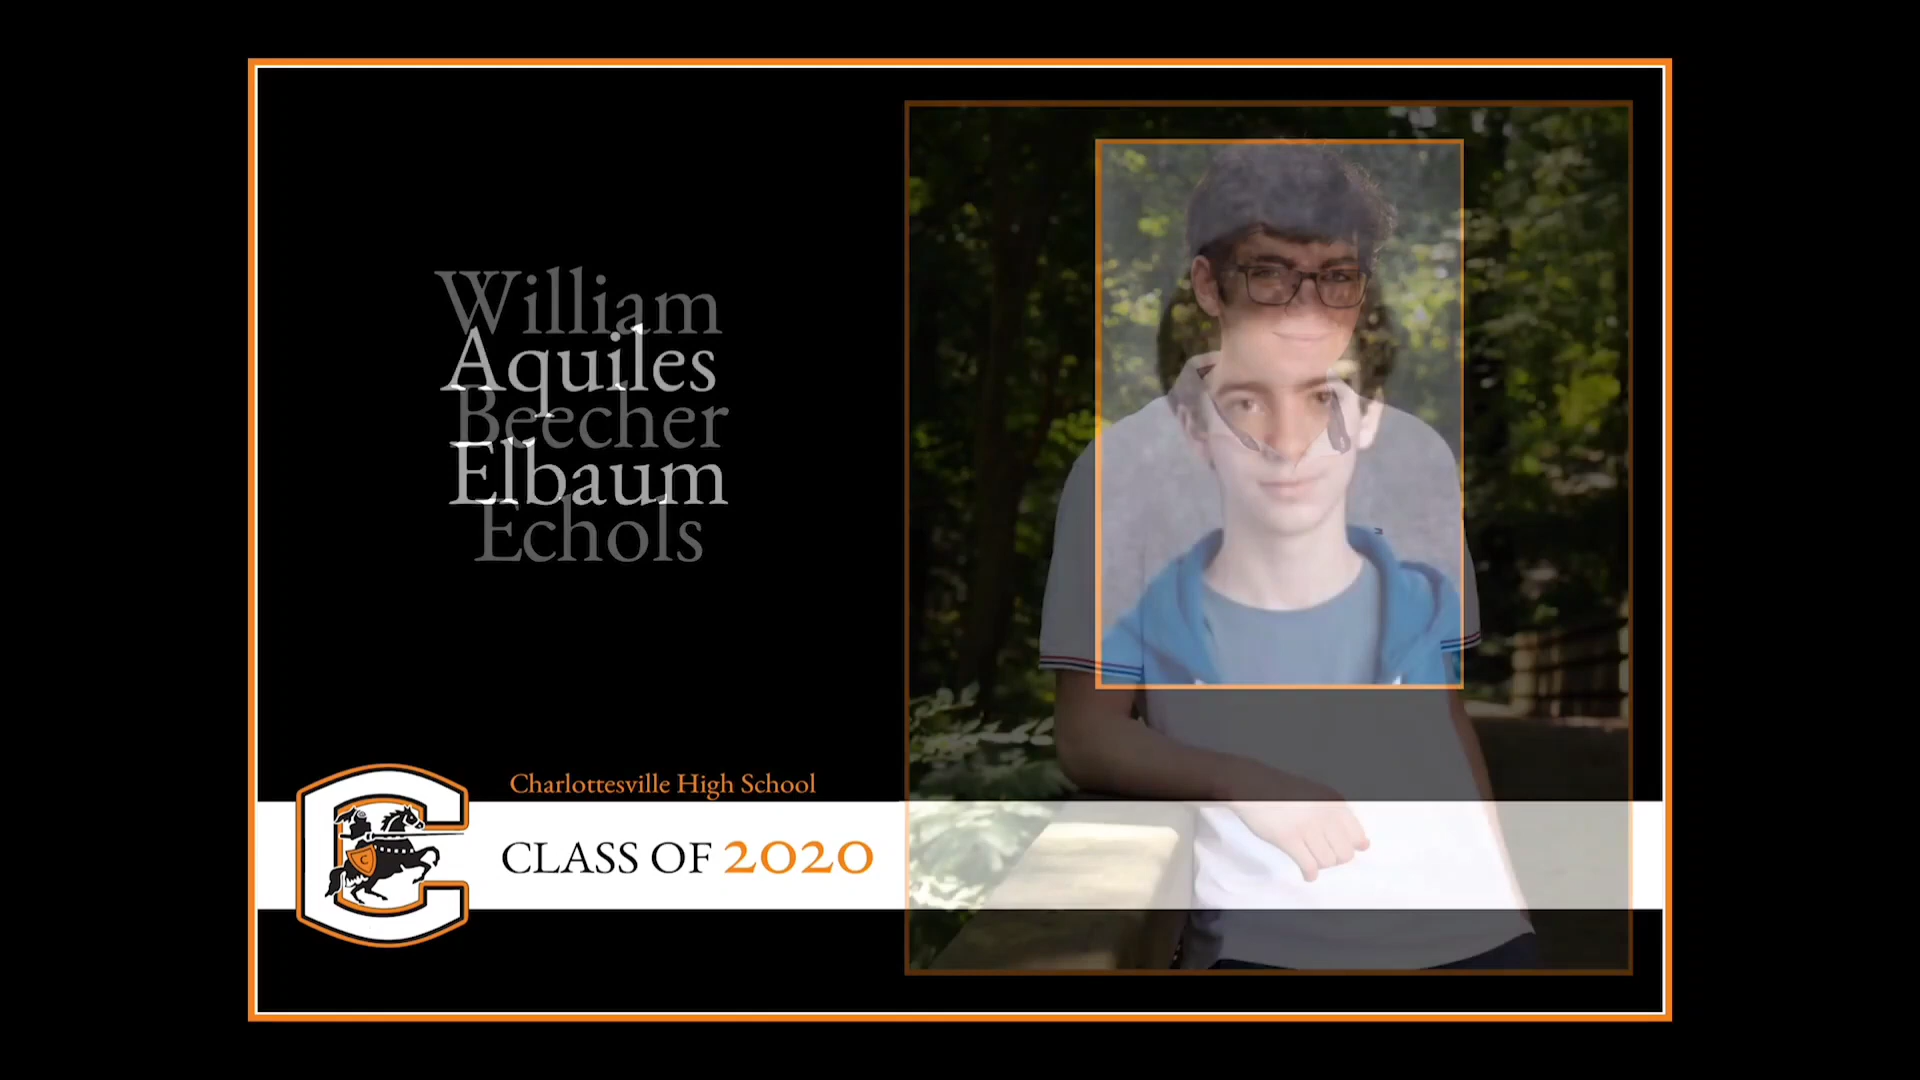 William
Aquiles
Beecher
Elbaum
Echols
Charlottesville High School
CLASS OF 2020
C